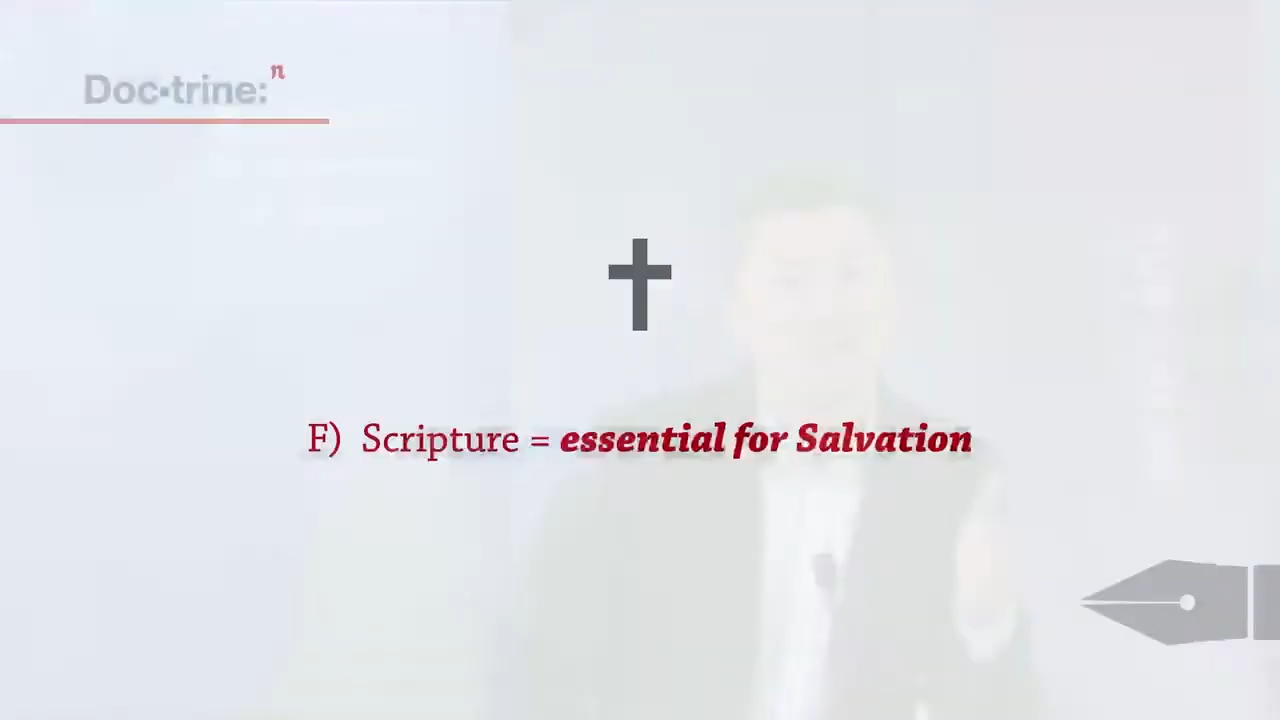 Doc•trine:n
F) Scripture = essential for Salvation